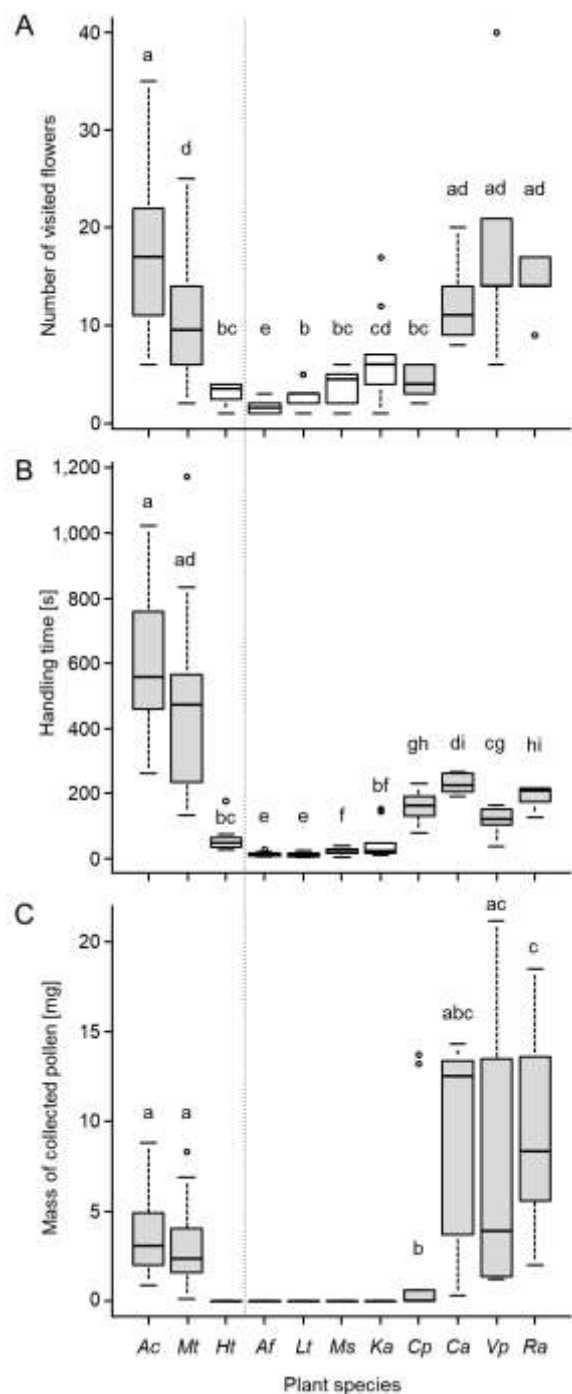 A
40
30
20
10
0
Number of visited flowers
a
d
bc
e
b
bc
cd
bc
ad
ad
ad
B
1,200
1,000
800
600
400
200
0
Handling time [s]
a
ad
bc
e
e
f
bf
gh
di
cg
hi
C
20
15
10
5
0
Mass of collected pollen [mg]
a
a
b
abc
ac
c
Ac Mt Ht Af Lt Ms Ka Cp Ca Vp Ra
Plant species